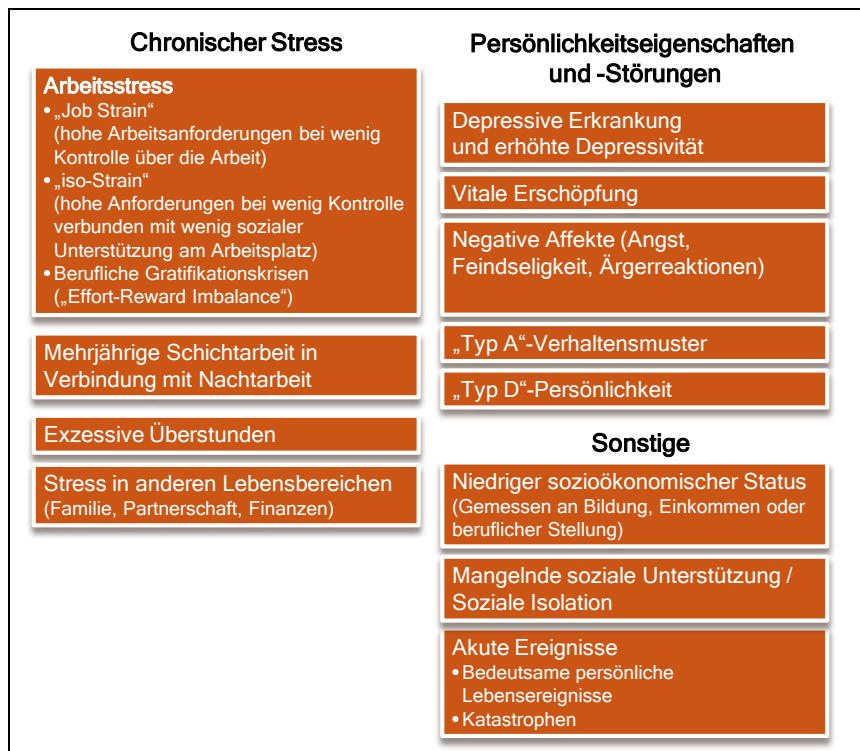 Chronischer Stress
Arbeitsstress
• „Job Strain“
(hohe Arbeitsanforderungen bei wenig
Kontrolle über die Arbeit)
• „iso-Strain“
(hohe Anforderungen bei wenig Kontrolle
verbunden mit wenig sozialer
Unterstützung am Arbeitsplatz)
• Berufliche Gratifikationskrisen
(„Effort-Reward Imbalance“)
Mehrjährige Schichtarbeit in
Verbindung mit Nachtarbeit
Exzessive Überstunden
Stress in anderen Lebensbereichen
(Familie, Partnerschaft, Finanzen)
Persönlichkeitseigenschaften
und -Störungen
Depressive Erkrankung
und erhöhte Depressivität
Vitale Erschöpfung
Negative Affekte (Angst,
Feindseligkeit, Ärgerreaktionen)
„Typ A“-Verhaltensmuster
„Typ D“-Persönlichkeit
Sonstige
Niedriger sozioökonomischer Status
(Gemessen an Bildung, Einkommen oder
beruflicher Stellung)
Mangelnde soziale Unterstützung /
Soziale Isolation
Akute Ereignisse
• Bedeutsame persönliche
Lebensereignisse
• Katastrophen